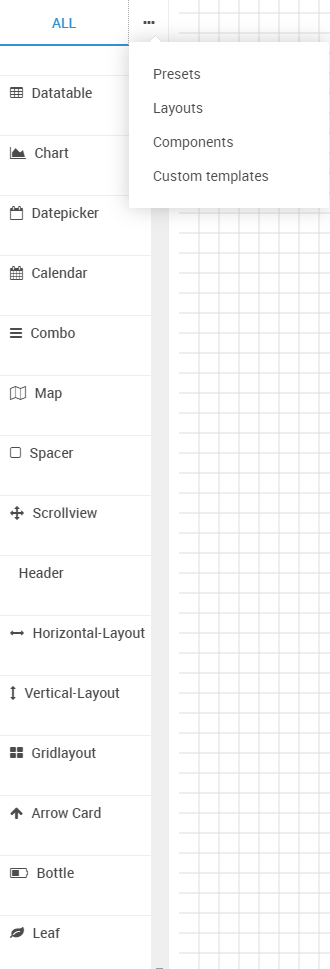 ALL
Presets
Layouts
Components
Custom templates
Datatable
Chart
Datepicker
Calendar
Combo
Map
Spacer
Scrollview
Header
Horizontal-Layout
Vertical-Layout
Gridlayout
Arrow Card
Bottle
Leaf